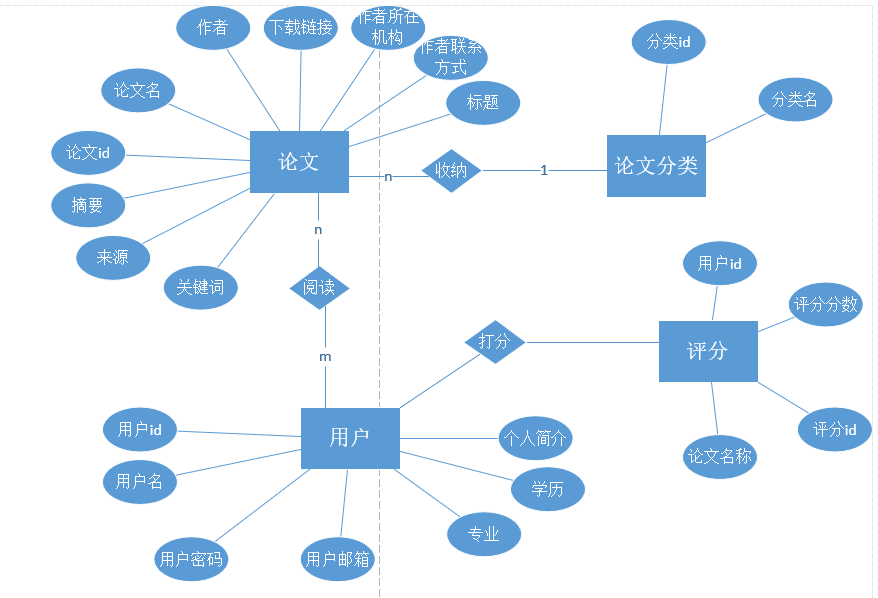 作者
下载链接
作者所在
机构
作者联系
方式
标题
论文名
论文id
摘要
来源
关键词
论文
n
收纳
1
论文分类
分类id
分类名
n
阅读
m
用户
用户id
用户名
用户密码
用户邮箱
专业
学历
个人简介
打分
评分
用户id
评分分数
评分id
论文名称